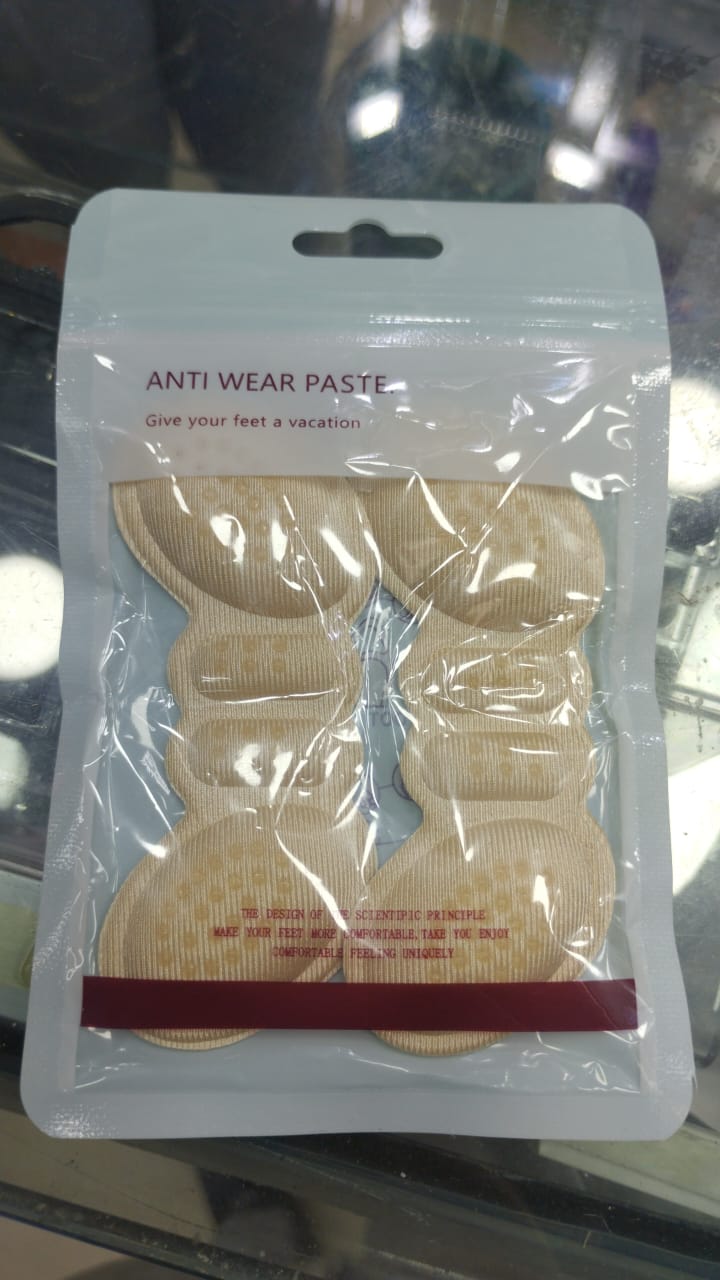 ANTI WEAR PASTE.
Give your feet a vacation
THE DESIGN OF THE SCIENTIFIC PRINCIPLE
MAKE YOUR FEET MORE COMFORTABLE, TAKE YOU ENJOY
COMFORTABLE FEELING UNIQUELY